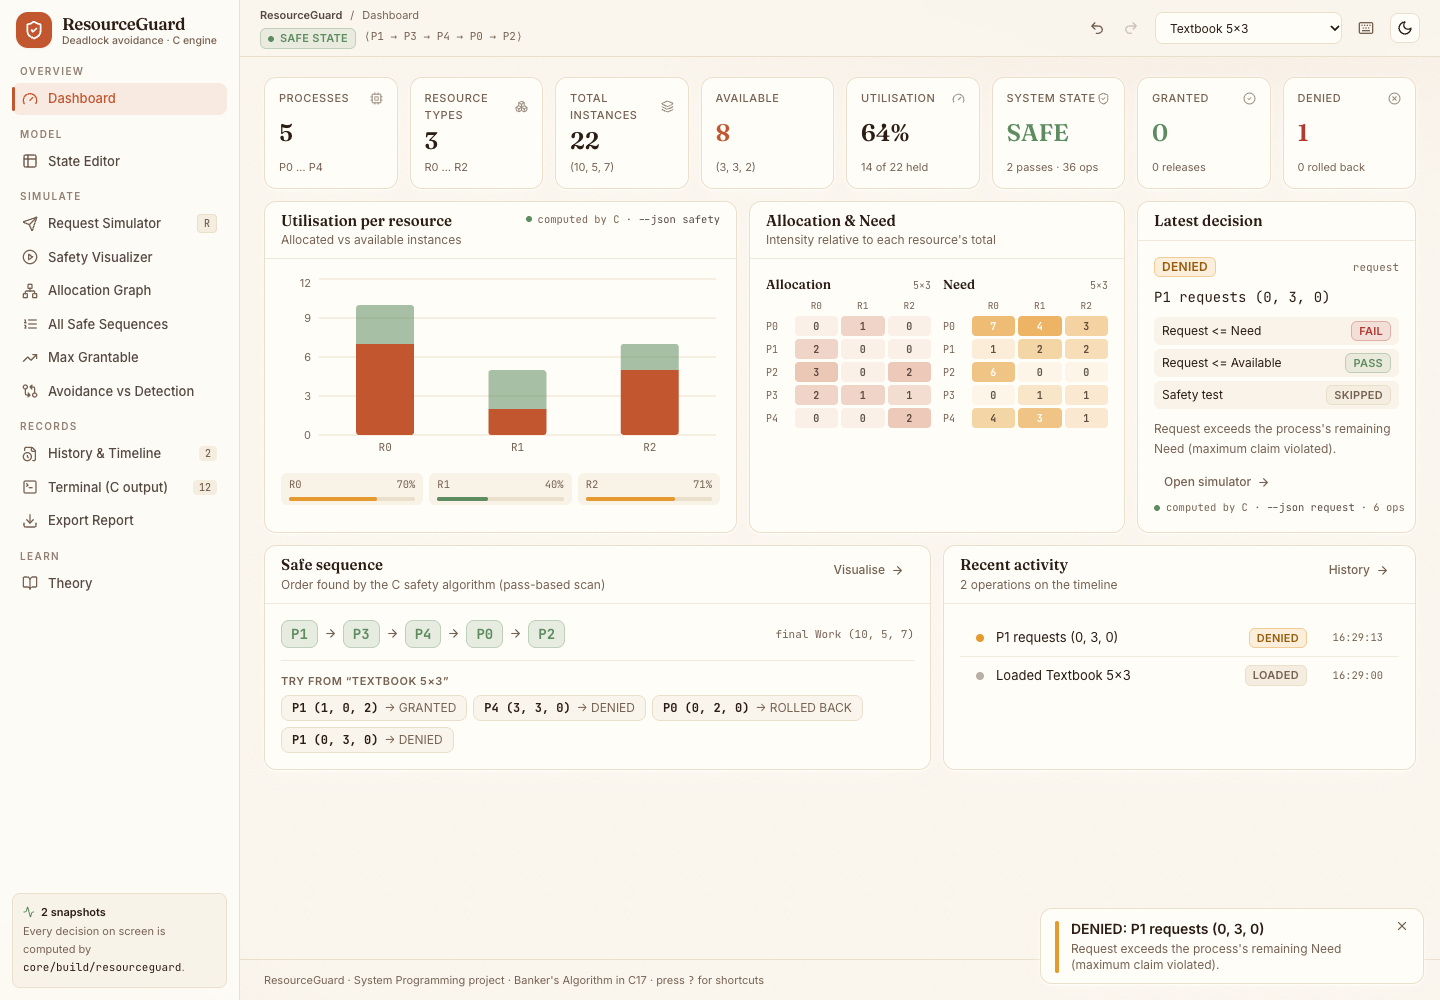 ResourceGuard
Deadlock avoidance · C engine
OVERVIEW
Dashboard
MODEL
State Editor
SIMULATE
Request Simulator R
Safety Visualizer
Allocation Graph
All Safe Sequences
Max Grantable
Avoidance vs Detection
RECORDS
History & Timeline 2
Terminal (C output) 12
Export Report
LEARN
Theory
2 snapshots
Every decision on screen is
computed by
core/build/resourceguard.
ResourceGuard / Dashboard
SAFE STATE ⟨P1 → P3 → P4 → P0 → P2⟩
Textbook 5×3
PROCESSES
5
P0 … P4
RESOURCE
TYPES
3
R0 … R2
TOTAL
INSTANCES
22
(10, 5, 7)
AVAILABLE
8
(3, 3, 2)
UTILISATION
64%
14 of 22 held
SYSTEM STATE
SAFE
2 passes · 36 ops
GRANTED
0
0 releases
DENIED
1
0 rolled back
Utilisation per resource
computed by C · --json safety
Allocated vs available instances
12
9
6
3
0
R0 R1 R2
R0 70% R1 40% R2 71%
Allocation & Need
Intensity relative to each resource's total
Allocation 5×3
R0 R1 R2
P0 0 1 0
P1 2 0 0
P2 3 0 2
P3 2 1 1
P4 0 0 2
Need 5×3
R0 R1 R2
P0 7 4 3
P1 1 2 2
P2 6 0 0
P3 0 1 1
P4 4 3 1
Latest decision
DENIED request
P1 requests (0, 3, 0)
Request <= Need FAIL
Request <= Available PASS
Safety test SKIPPED
Request exceeds the process's remaining
Need (maximum claim violated).
Open simulator →
computed by C · --json request · 6 ops
Safe sequence
Order found by the C safety algorithm (pass-based scan)
Visualise →
P1 → P3 → P4 → P0 → P2
final Work (10, 5, 7)
TRY FROM “TEXTBOOK 5×3”
P1 (1, 0, 2) → GRANTED P4 (3, 3, 0) → DENIED P0 (0, 2, 0) → ROLLED BACK
P1 (0, 3, 0) → DENIED
Recent activity
2 operations on the timeline
History →
P1 requests (0, 3, 0) DENIED 16:29:13
Loaded Textbook 5×3 LOADED 16:29:00
DENIED: P1 requests (0, 3, 0)
Request exceeds the process's remaining Need
(maximum claim violated).
ResourceGuard · System Programming project · Banker's Algorithm in C17 · press ? for shortcuts